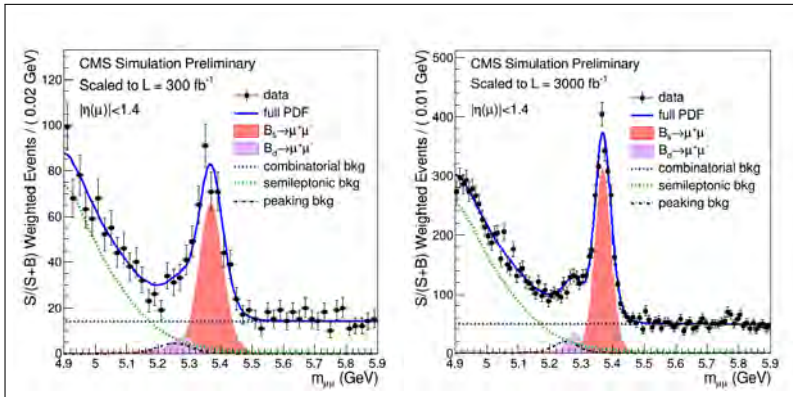 CMS Simulation Preliminary
Scaled to L = 300 fb⁻¹
|η(μ)|<1.4
data
full PDF
Bₛ→μ⁺μ⁻
B_d→μ⁺μ⁻
combinatorial bkg
semileptonic bkg
peaking bkg
S/(S+B) Weighted Events / ( 0.02 GeV)
120
100
80
60
40
20
0
4.9 5 5.1 5.2 5.3 5.4 5.5 5.6 5.7 5.8 5.9
m_μμ (GeV)
CMS Simulation Preliminary
Scaled to L = 3000 fb⁻¹
|η(μ)|<1.4
data
full PDF
Bₛ→μ⁺μ⁻
B_d→μ⁺μ⁻
combinatorial bkg
semileptonic bkg
peaking bkg
S/(S+B) Weighted Events / ( 0.01 GeV)
500
400
300
200
100
0
4.9 5 5.1 5.2 5.3 5.4 5.5 5.6 5.7 5.8 5.9
m_μμ (GeV)